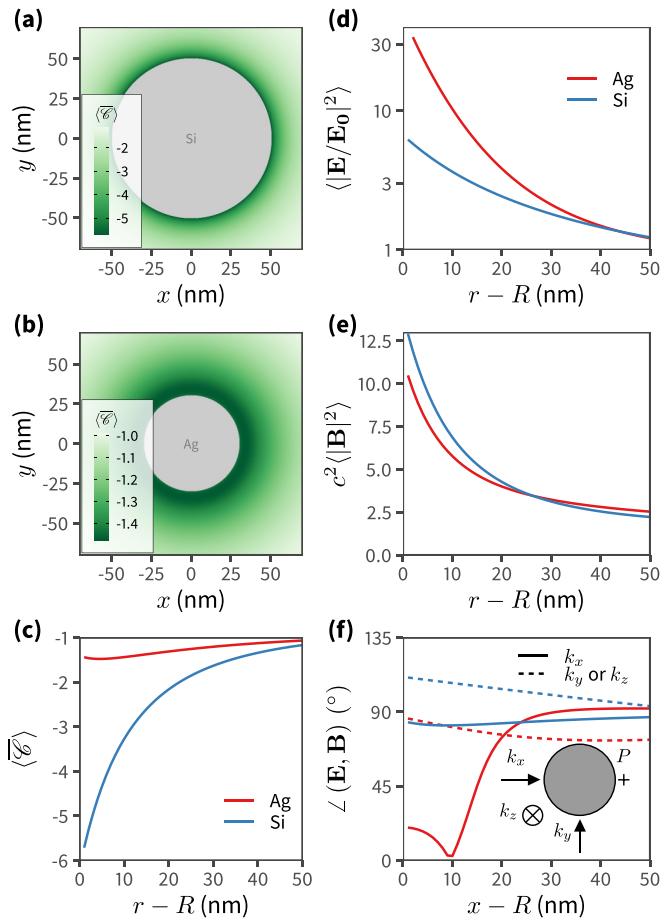 (a)
50
25
0
-25
-50
y (nm)
⟨𝒞̅⟩
-2
-3
-4
-5
Si
-50 -25 0 25 50
x (nm)
(b)
50
25
0
-25
-50
y (nm)
⟨𝒞̅⟩
-1.0
-1.1
-1.2
-1.3
-1.4
Ag
-50 -25 0 25 50
x (nm)
(c)
-1
-2
-3
-4
-5
-6
⟨𝒞̅⟩
Ag
Si
0 10 20 30 40 50
r − R (nm)
(d)
30
10
3
1
⟨|E/E₀|²⟩
Ag
Si
0 10 20 30 40 50
r − R (nm)
(e)
12.5
10.0
7.5
5.0
2.5
0.0
c²⟨|B|²⟩
0 10 20 30 40 50
r − R (nm)
(f)
135
90
45
0
∠(E, B) (°)
kₓ
k_y or k_z
kₓ
P
+
k_z
k_y
0 10 20 30 40 50
x − R (nm)